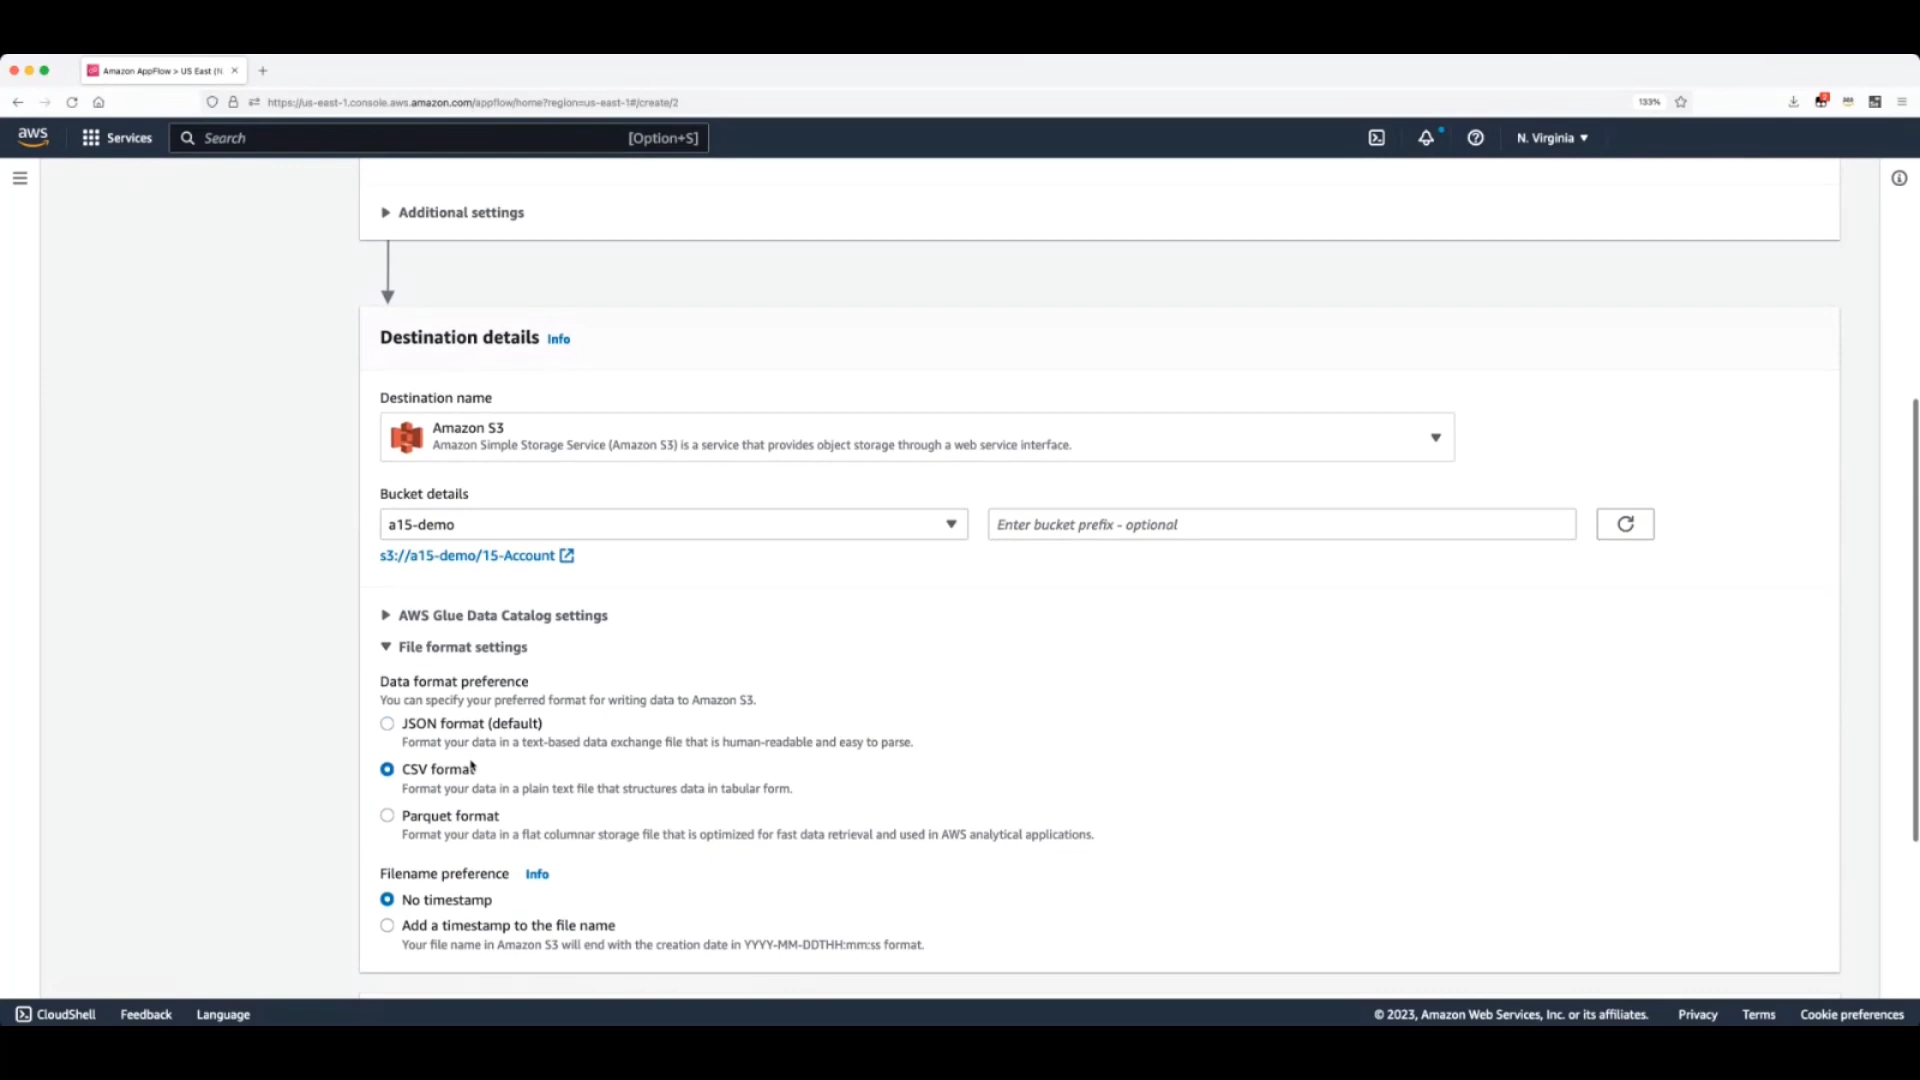 Amazon AppFlow > US East (N
https://us-east-1.console.aws.amazon.com/appflow/home?region=us-east-1#/create/2
133%
aws
Services
Search
[Option+S]
N. Virginia
Additional settings
Destination details Info
Destination name
Amazon S3
Amazon Simple Storage Service (Amazon S3) is a service that provides object storage through a web service interface.
Bucket details
a15-demo
Enter bucket prefix - optional
s3://a15-demo/15-Account
AWS Glue Data Catalog settings
File format settings
Data format preference
You can specify your preferred format for writing data to Amazon S3.
JSON format (default)
Format your data in a text-based data exchange file that is human-readable and easy to parse.
CSV format
Format your data in a plain text file that structures data in tabular form.
Parquet format
Format your data in a flat columnar storage file that is optimized for fast data retrieval and used in AWS analytical applications.
Filename preference Info
No timestamp
Add a timestamp to the file name
Your file name in Amazon S3 will end with the creation date in YYYY-MM-DDTHH:mm:ss format.
CloudShell
Feedback
Language
© 2023, Amazon Web Services, Inc. or its affiliates.
Privacy
Terms
Cookie preferences